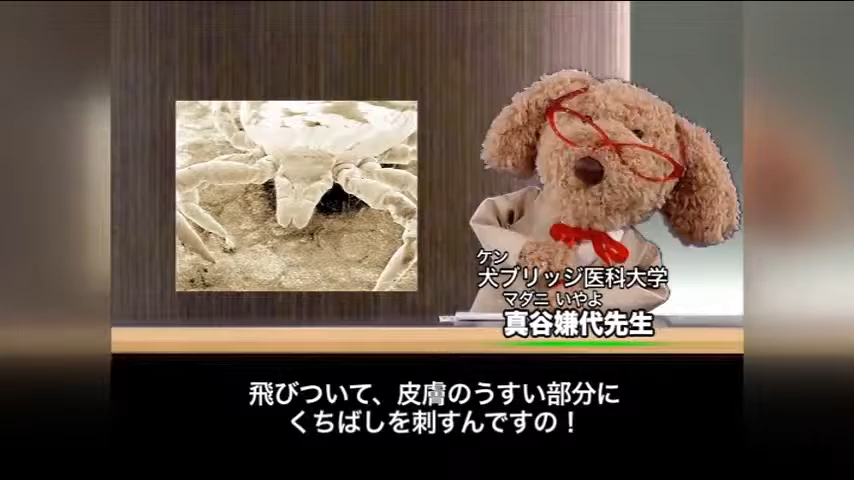 ケン
犬ブリッジ医科大学
マダニ いやよ
真谷嫌代先生
飛びついて、皮膚のうすい部分に
くちばしを刺すんですの！